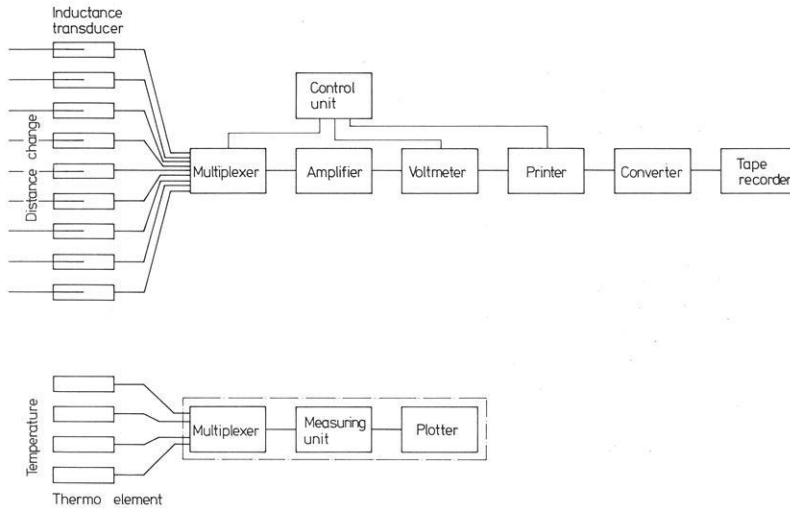 Inductance
transducer
Distance change
Control
unit
Multiplexer
Amplifier
Voltmeter
Printer
Converter
Tape
recorder
Temperature
Multiplexer
Measuring
unit
Plotter
Thermo element